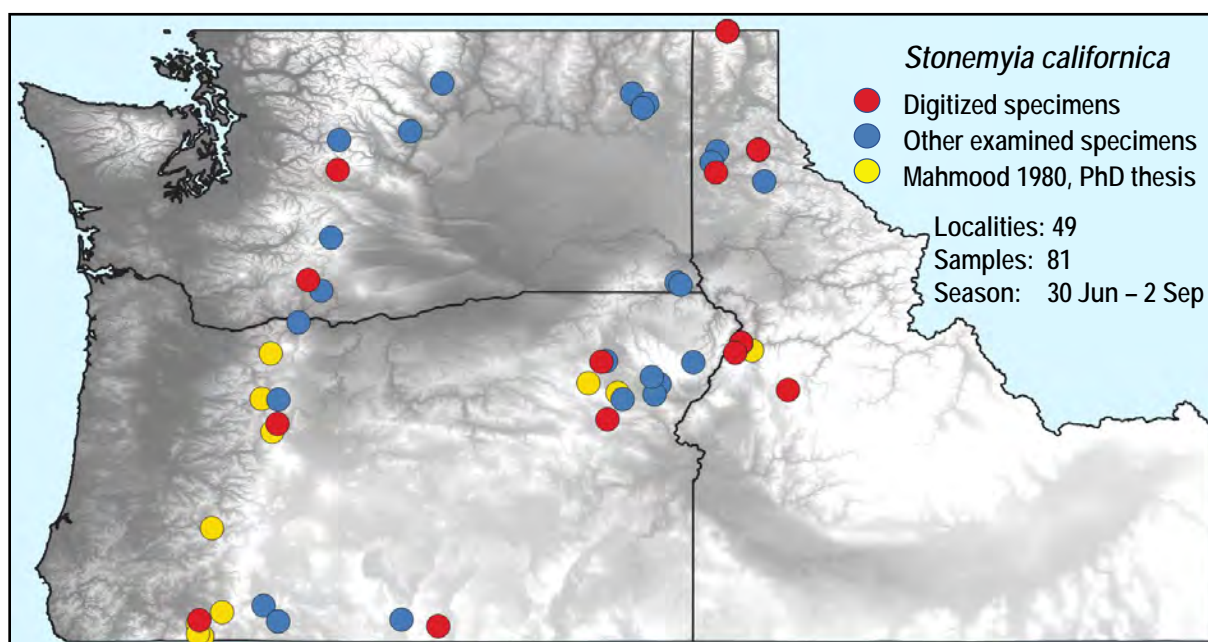 Stonemyia californica
Digitized specimens
Other examined specimens
Mahmood 1980, PhD thesis
Localities: 49
Samples: 81
Season: 30 Jun – 2 Sep